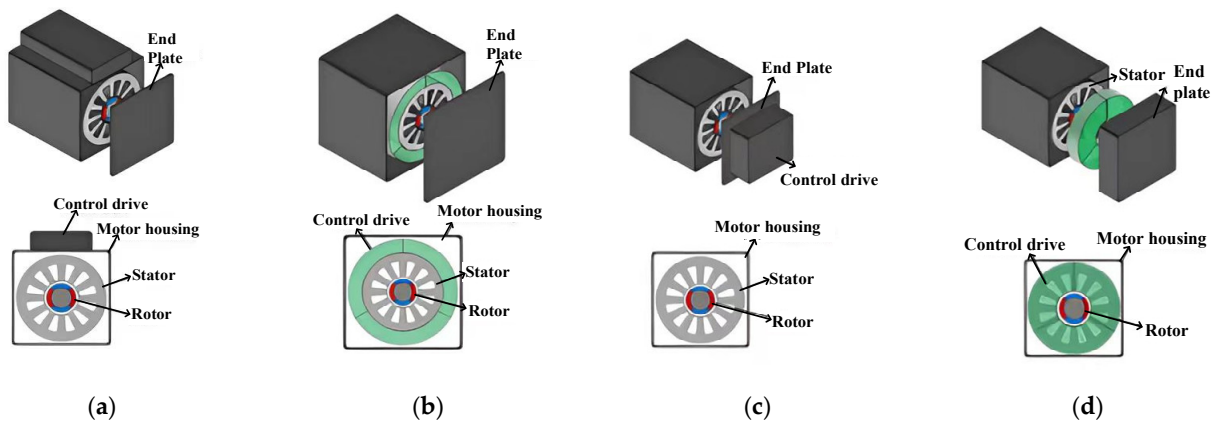 End
Plate
Control drive
Motor housing
Stator
Rotor
(a)
End
Plate
Control drive
Motor housing
Stator
Rotor
(b)
End Plate
Control drive
Motor housing
Stator
Rotor
(c)
Stator
End
plate
Control drive
Motor housing
Rotor
(d)